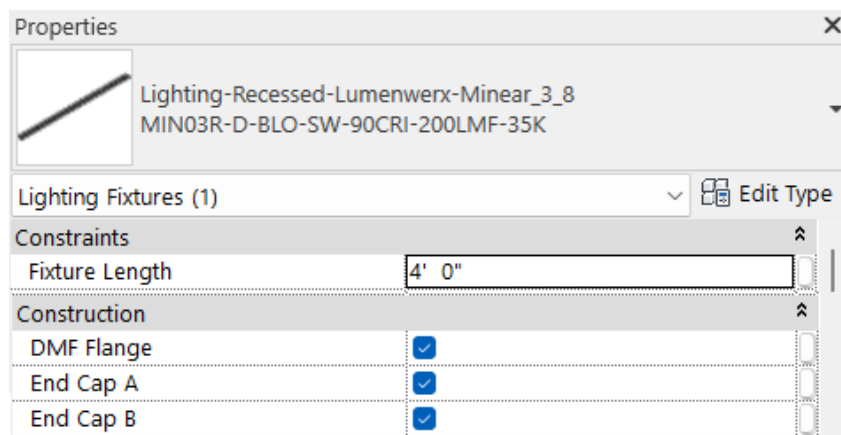 Properties
Lighting-Recessed-Lumenwerx-Minear_3_8
MIN03R-D-BLO-SW-90CRI-200LMF-35K
Lighting Fixtures (1)
Edit Type
Constraints
Fixture Length 4'  0"
Construction
DMF Flange
End Cap A
End Cap B